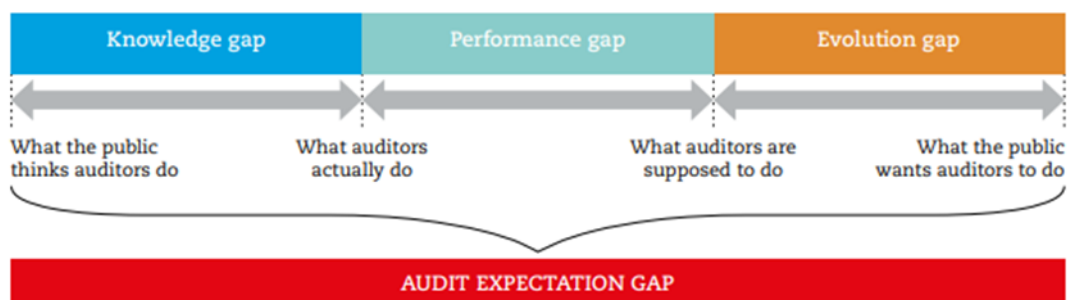 Knowledge gap
Performance gap
Evolution gap
What the public
thinks auditors do
What auditors
actually do
What auditors are
supposed to do
What the public
wants auditors to do
AUDIT EXPECTATION GAP